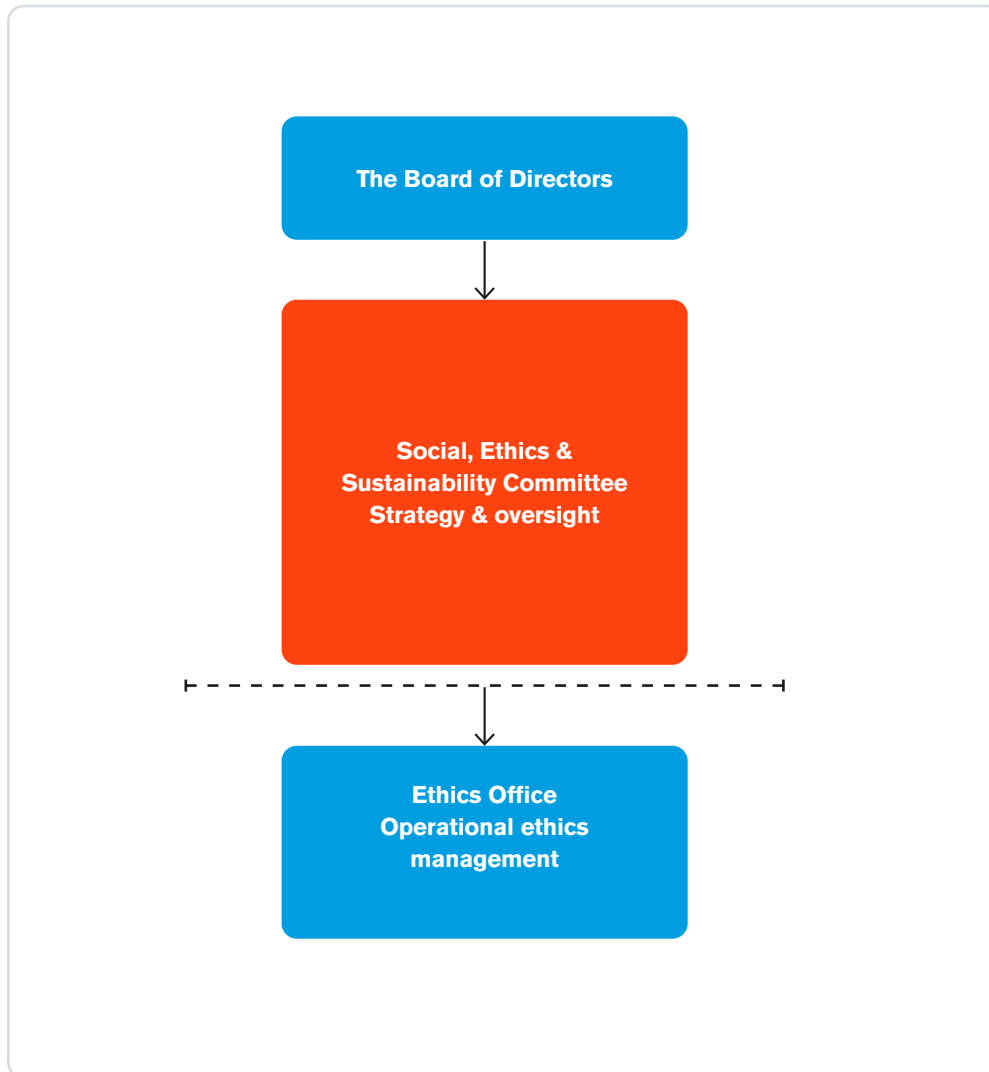 The Board of Directors
Social, Ethics &
Sustainability Committee
Strategy & oversight
Ethics Office
Operational ethics
management